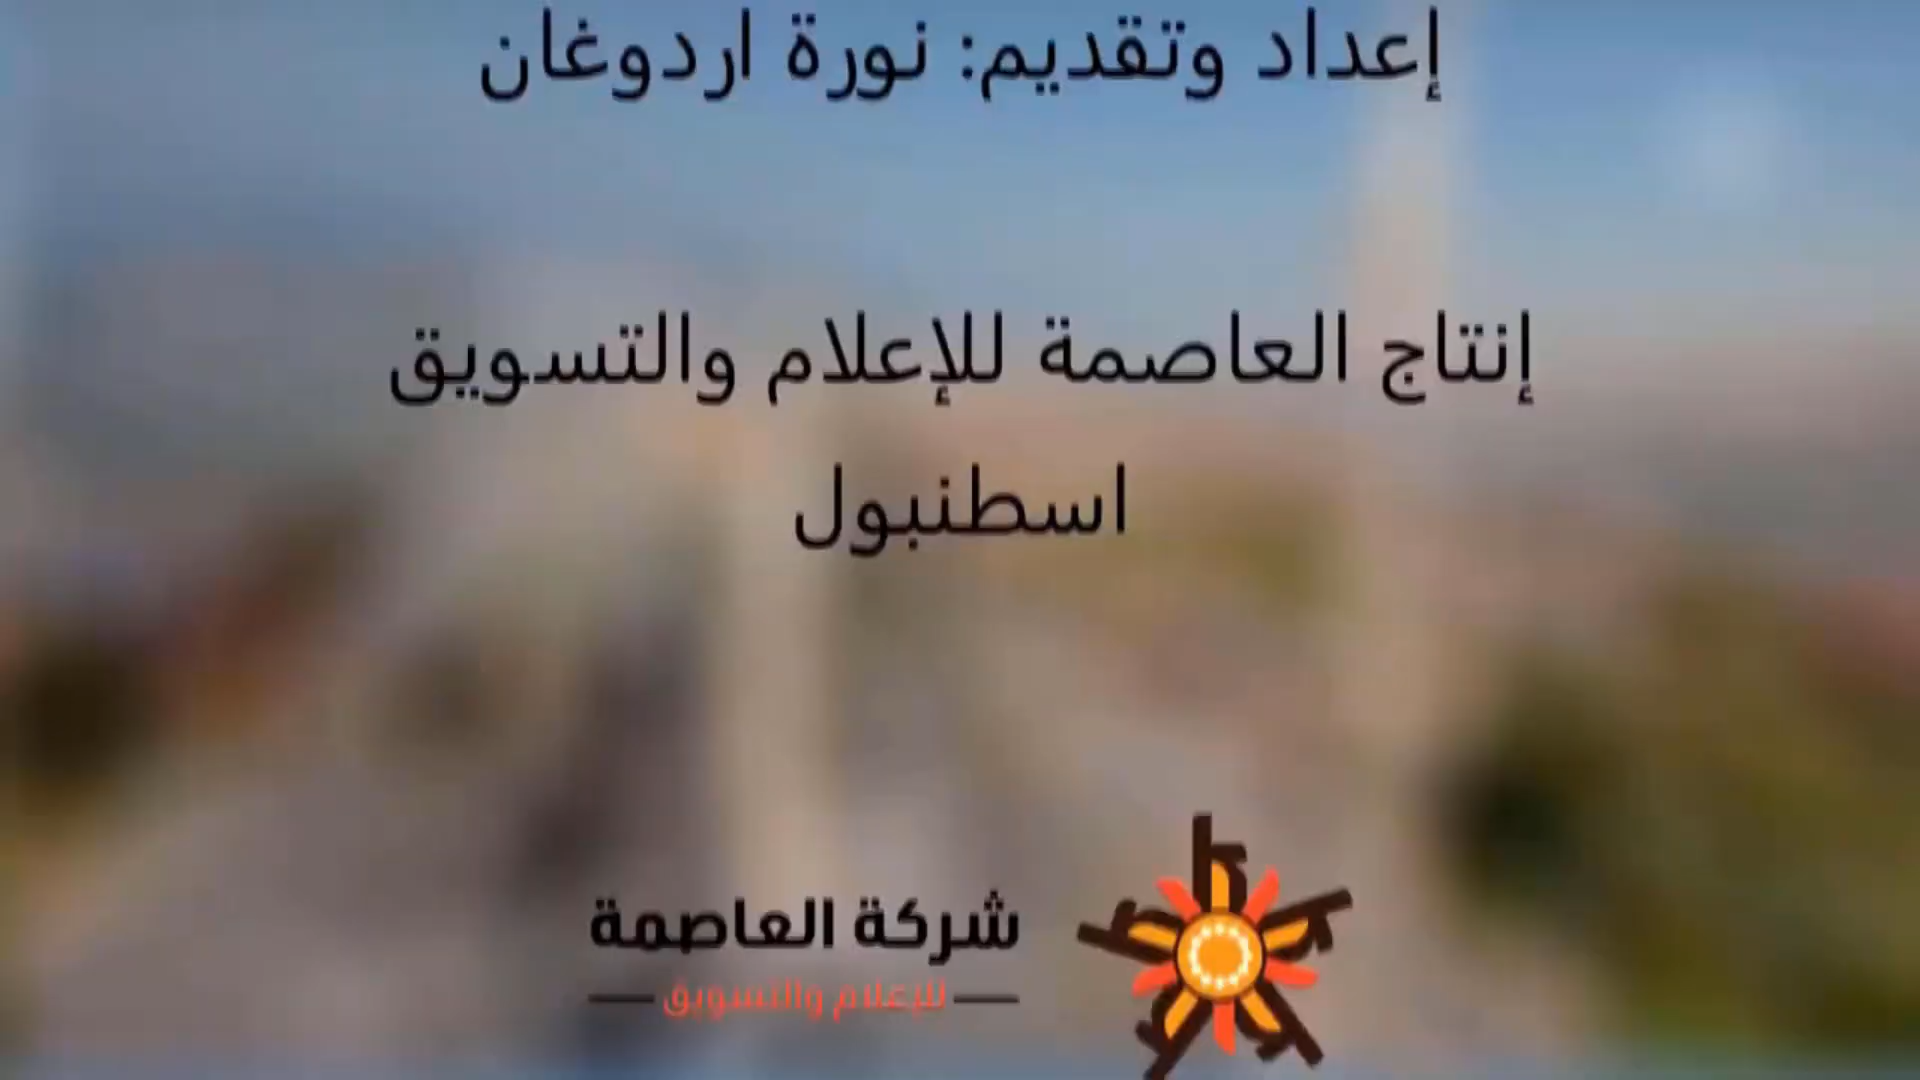 إعداد وتقديم: نورة اردوغان
إنتاج العاصمة للإعلام والتسويق
اسطنبول
شركة العاصمة
للإعلام والتسويق